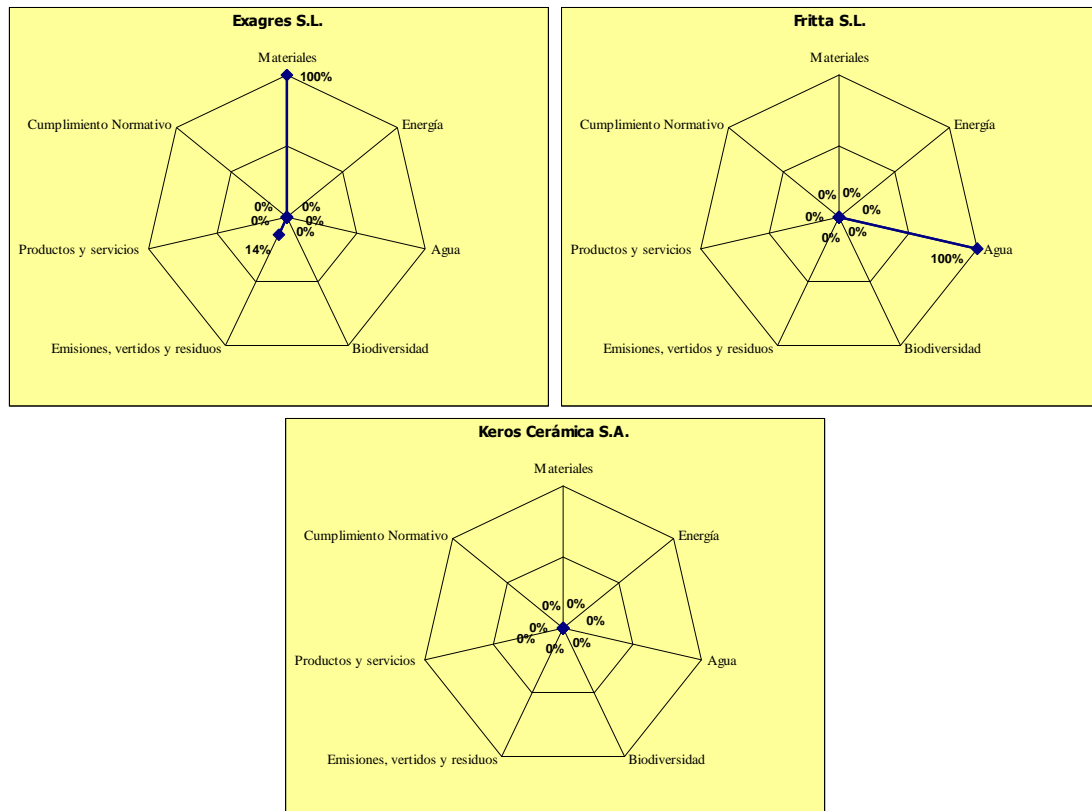 Exagres S.L.
Materiales
100%
Cumplimiento Normativo
Energía
0%
0%
0%
0%
0%
14%
Productos y servicios
Agua
Emisiones, vertidos y residuos
Biodiversidad
Fritta S.L.
Materiales
Cumplimiento Normativo
Energía
0%
0%
0%
0%
0%
0%
100%
Productos y servicios
Agua
Emisiones, vertidos y residuos
Biodiversidad
Keros Cerámica S.A.
Materiales
Cumplimiento Normativo
Energía
0%
0%
0%
0%
0%
0%
0%
Productos y servicios
Agua
Emisiones, vertidos y residuos
Biodiversidad